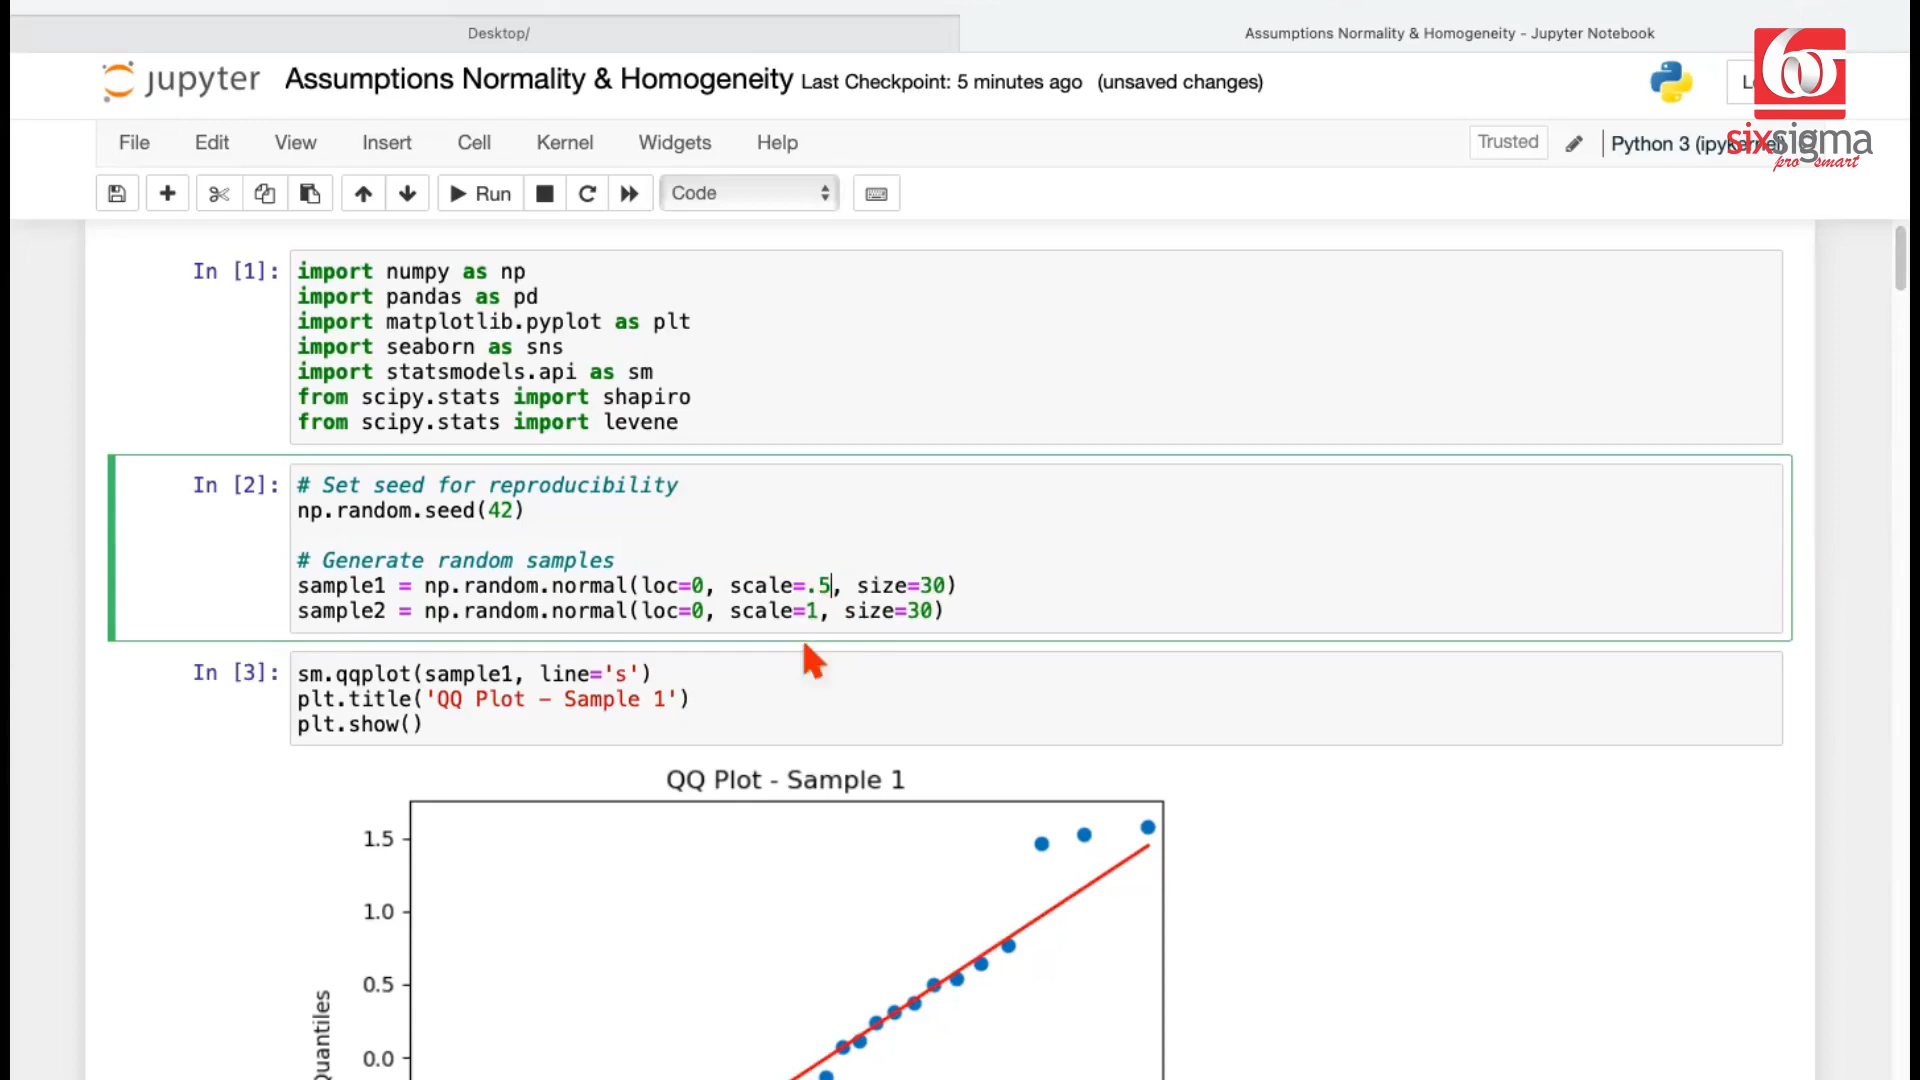 Desktop/
Assumptions Normality & Homogeneity - Jupyter Notebook
jupyter Assumptions Normality & Homogeneity Last Checkpoint: 5 minutes ago (unsaved changes)
File Edit View Insert Cell Kernel Widgets Help
Trusted Python 3
sixsigma
pro smart
Run Code
In [1]: import numpy as np
import pandas as pd
import matplotlib.pyplot as plt
import seaborn as sns
import statsmodels.api as sm
from scipy.stats import shapiro
from scipy.stats import levene
In [2]: # Set seed for reproducibility
np.random.seed(42)
# Generate random samples
sample1 = np.random.normal(loc=0, scale=.5, size=30)
sample2 = np.random.normal(loc=0, scale=1, size=30)
In [3]: sm.qqplot(sample1, line='s')
plt.title('QQ Plot – Sample 1')
plt.show()
QQ Plot - Sample 1
1.5
1.0
0.5
0.0
Quantiles